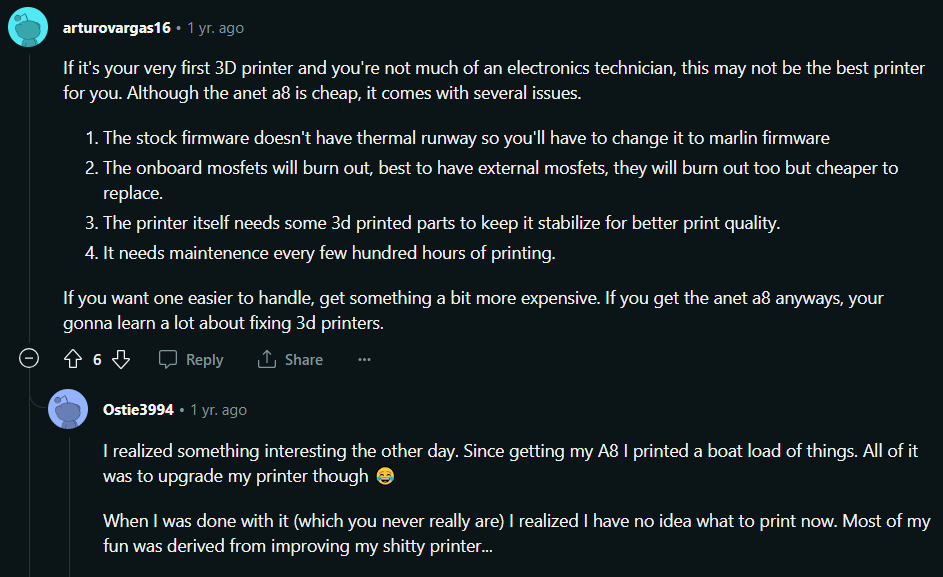 arturovargas16 • 1 yr. ago
If it's your very first 3D printer and you're not much of an electronics technician, this may not be the best printer
for you. Although the anet a8 is cheap, it comes with several issues.
1. The stock firmware doesn't have thermal runway so you'll have to change it to marlin firmware
2. The onboard mosfets will burn out, best to have external mosfets, they will burn out too but cheaper to
replace.
3. The printer itself needs some 3d printed parts to keep it stabilize for better print quality.
4. It needs maintenence every few hundred hours of printing.
If you want one easier to handle, get something a bit more expensive. If you get the anet a8 anyways, your
gonna learn a lot about fixing 3d printers.
6 Reply Share ...
Ostie3994 • 1 yr. ago
I realized something interesting the other day. Since getting my A8 I printed a boat load of things. All of it
was to upgrade my printer though 😂
When I was done with it (which you never really are) I realized I have no idea what to print now. Most of my
fun was derived from improving my shitty printer...